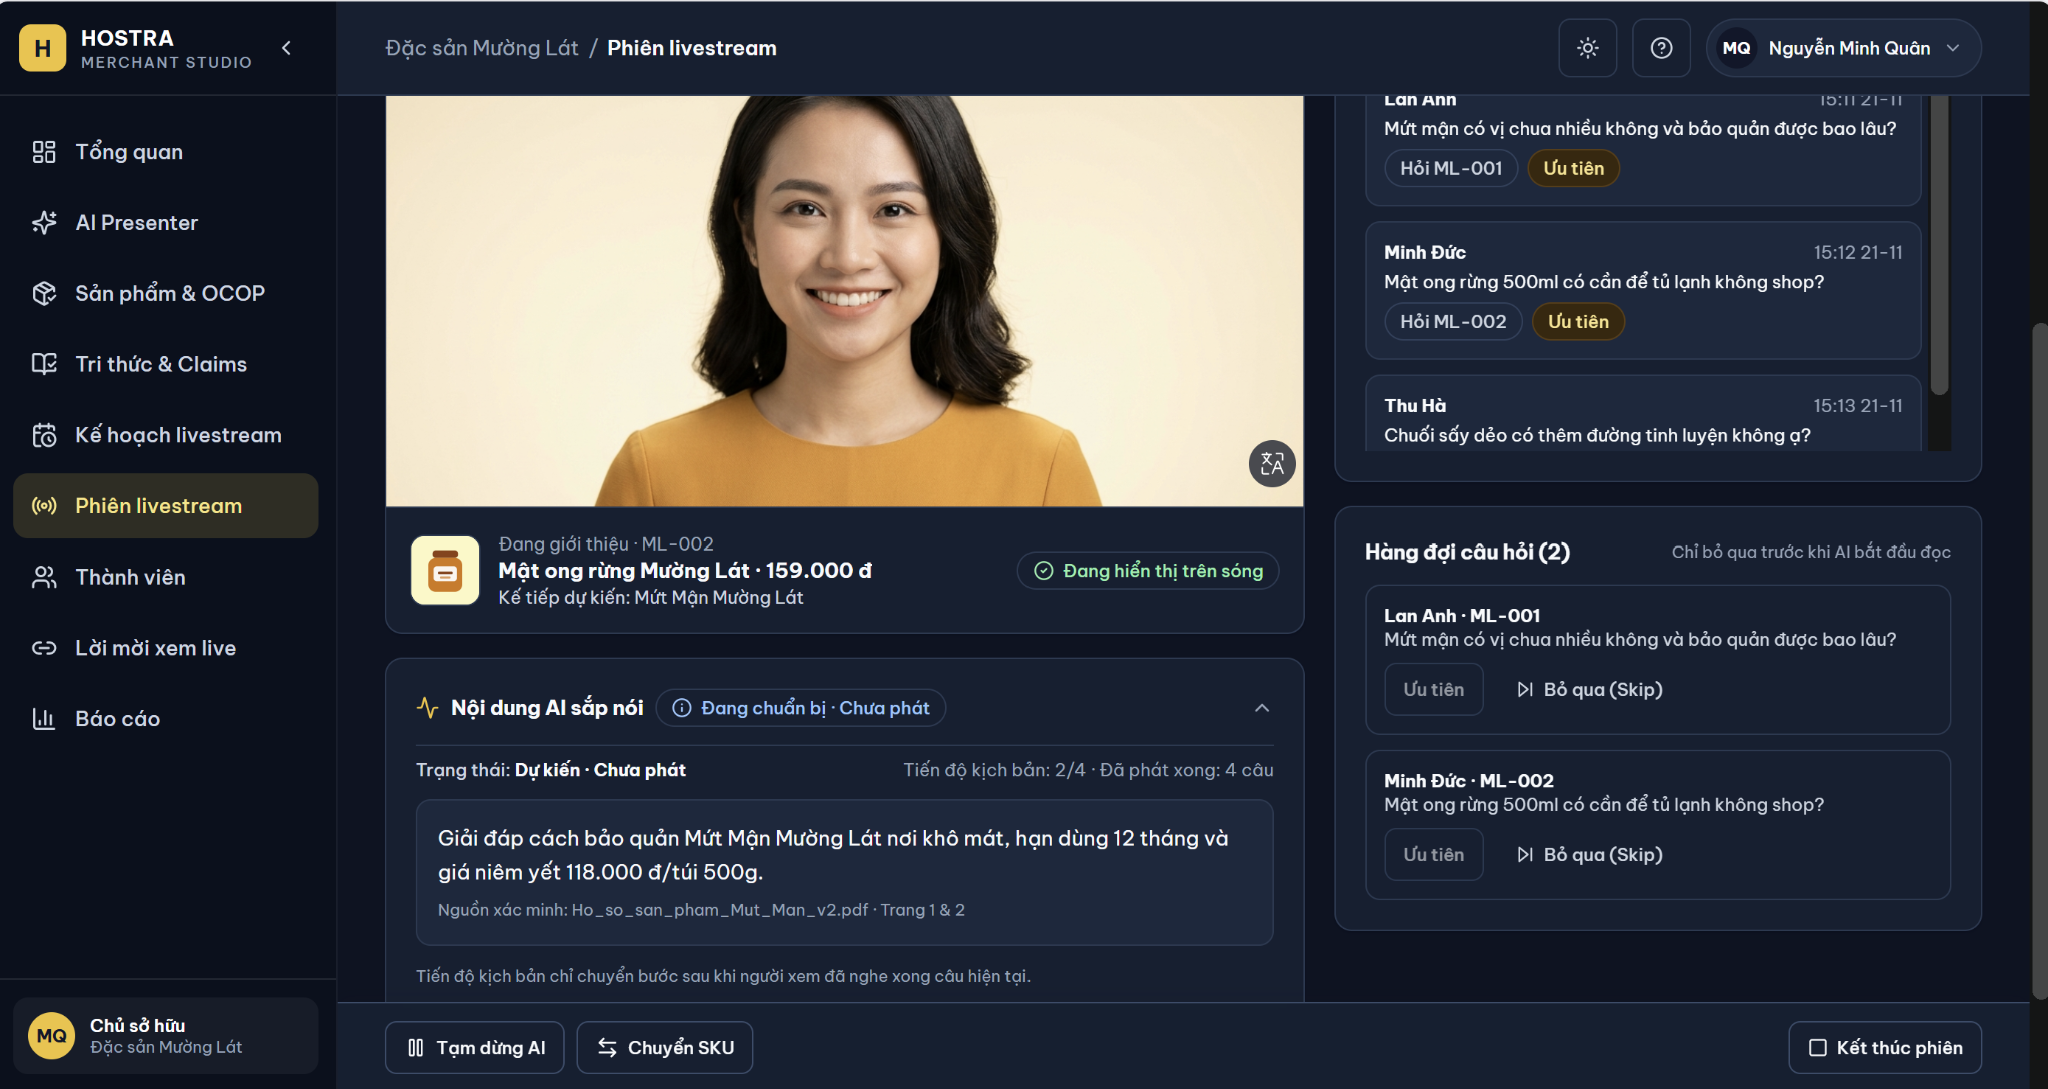 H
HOSTRA
MERCHANT STUDIO
Tổng quan
AI Presenter
Sản phẩm & OCOP
Tri thức & Claims
Kế hoạch livestream
Phiên livestream
Thành viên
Lời mời xem live
Báo cáo
MQ
Chủ sở hữu
Đặc sản Mường Lát
Đặc sản Mường Lát / Phiên livestream
MQ Nguyễn Minh Quân
Đang giới thiệu · ML-002
Mật ong rừng Mường Lát · 159.000 đ
Kế tiếp dự kiến: Mứt Mận Mường Lát
Đang hiển thị trên sóng
Nội dung AI sắp nói
Đang chuẩn bị · Chưa phát
Trạng thái: Dự kiến · Chưa phát
Tiến độ kịch bản: 2/4 · Đã phát xong: 4 câu
Giải đáp cách bảo quản Mứt Mận Mường Lát nơi khô mát, hạn dùng 12 tháng và
giá niêm yết 118.000 đ/túi 500g.
Nguồn xác minh: Ho_so_san_pham_Mut_Man_v2.pdf · Trang 1 & 2
Tiến độ kịch bản chỉ chuyển bước sau khi người xem đã nghe xong câu hiện tại.
Lan Anh 15:11 21-11
Mứt mận có vị chua nhiều không và bảo quản được bao lâu?
Hỏi ML-001 Ưu tiên
Minh Đức 15:12 21-11
Mật ong rừng 500ml có cần để tủ lạnh không shop?
Hỏi ML-002 Ưu tiên
Thu Hà 15:13 21-11
Chuối sấy dẻo có thêm đường tinh luyện không ạ?
Hàng đợi câu hỏi (2)
Chỉ bỏ qua trước khi AI bắt đầu đọc
Lan Anh · ML-001
Mứt mận có vị chua nhiều không và bảo quản được bao lâu?
Ưu tiên Bỏ qua (Skip)
Minh Đức · ML-002
Mật ong rừng 500ml có cần để tủ lạnh không shop?
Ưu tiên Bỏ qua (Skip)
Tạm dừng AI
Chuyển SKU
Kết thúc phiên